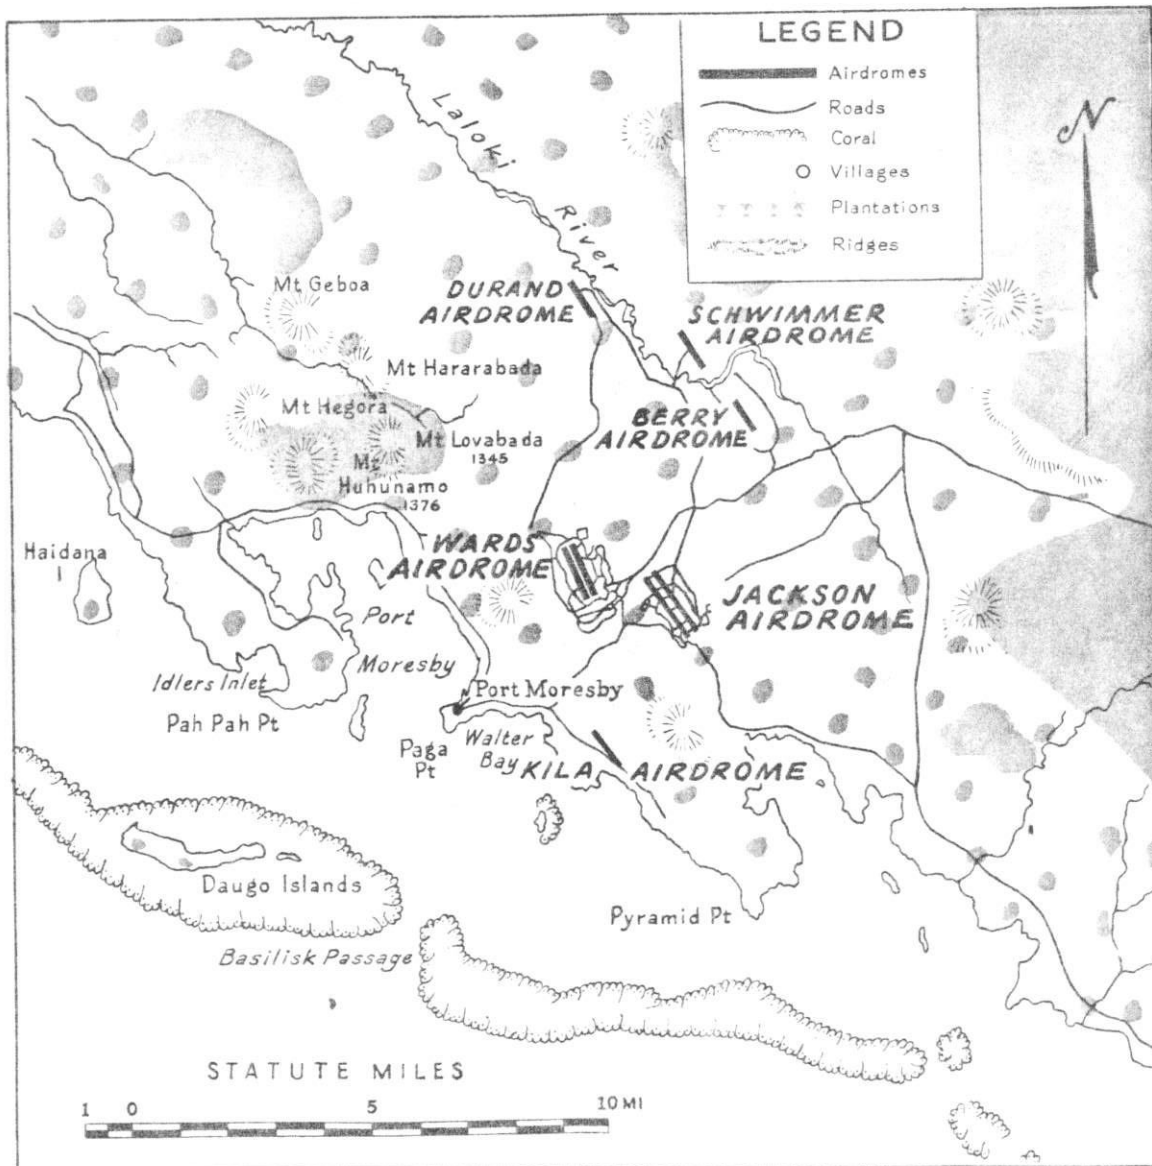 LEGEND
Airdromes
Roads
Coral
Villages
Plantations
Ridges
N
Laloki
River
Mt Geboa
DURAND
AIRDROME
SCHWIMMER
AIRDROME
Mt Hararabada
Mt Hegora
BERRY
AIRDROME
Mt Lovabada
1345
Mt
Huhunamo
1376
Haidana
I
WARDS
AIRDROME
JACKSON
AIRDROME
Port
Moresby
Idlers Inlet
Pah Pah Pt
Port Moresby
Paga
Pt
Walter
Bay
KILA AIRDROME
Daugo Islands
Pyramid Pt
Basilisk Passage
STATUTE MILES
1 0 5 10 MI